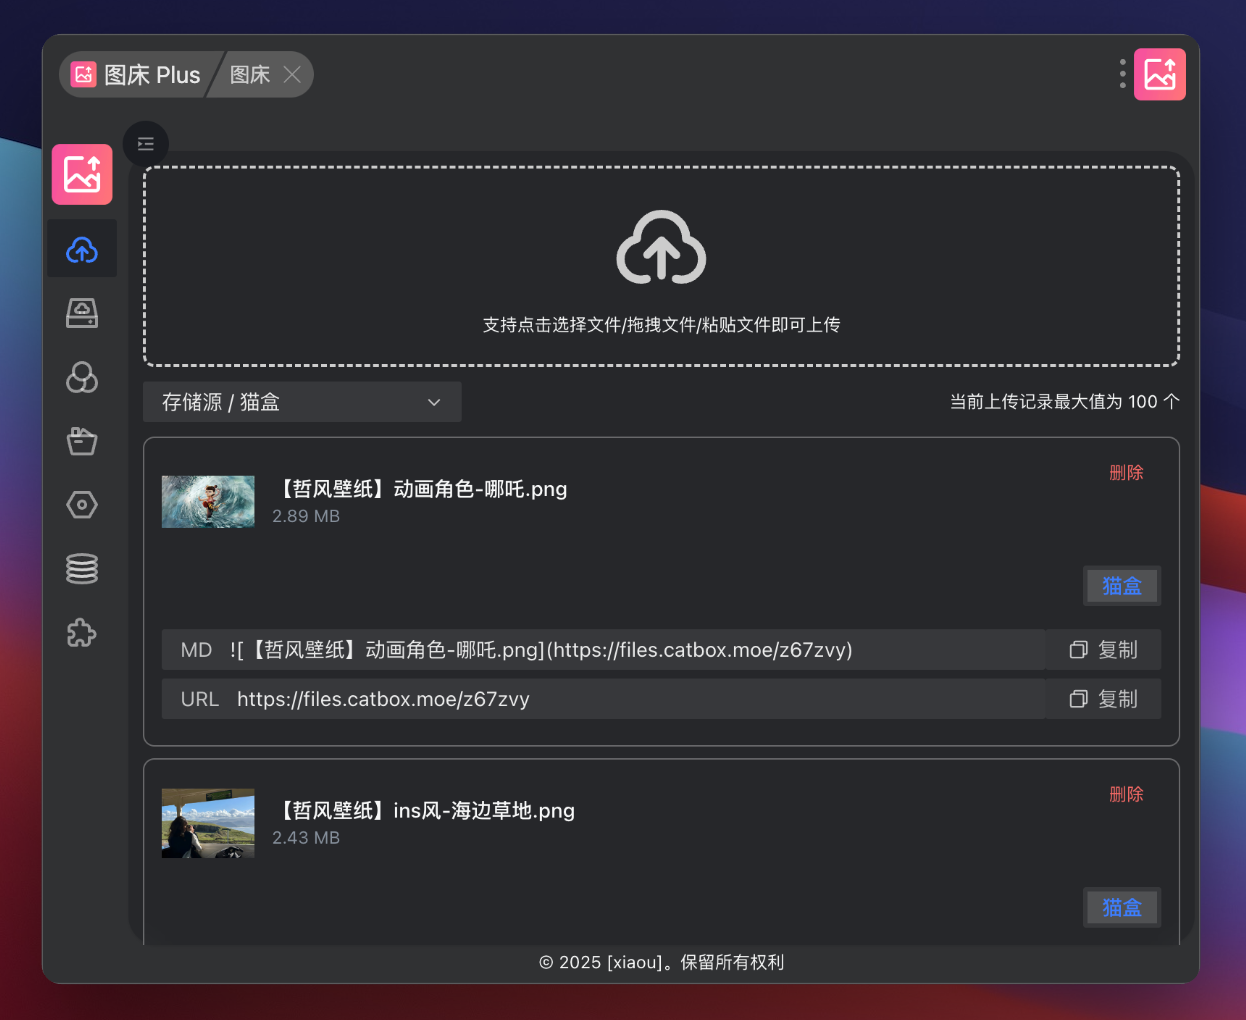 图床 Plus
图床
支持点击选择文件/拖拽文件/粘贴文件即可上传
存储源 / 猫盒
当前上传记录最大值为 100 个
【哲风壁纸】动画角色-哪吒.png
删除
2.89 MB
猫盒
MD ![【哲风壁纸】动画角色-哪吒.png](https://files.catbox.moe/z67zvy) 复制
URL https://files.catbox.moe/z67zvy 复制
【哲风壁纸】ins风-海边草地.png
删除
2.43 MB
猫盒
© 2025 [xiaou]。保留所有权利